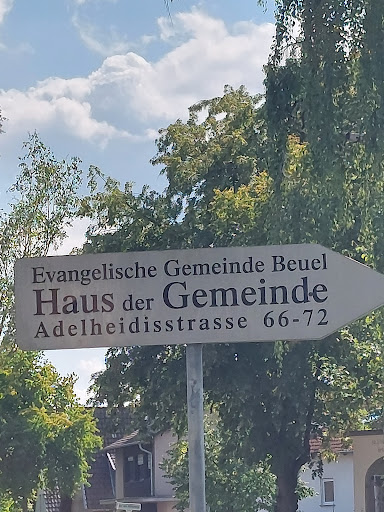 Evangelische Gemeinde Beuel
Haus der Gemeinde
Adelheidisstrasse 66-72